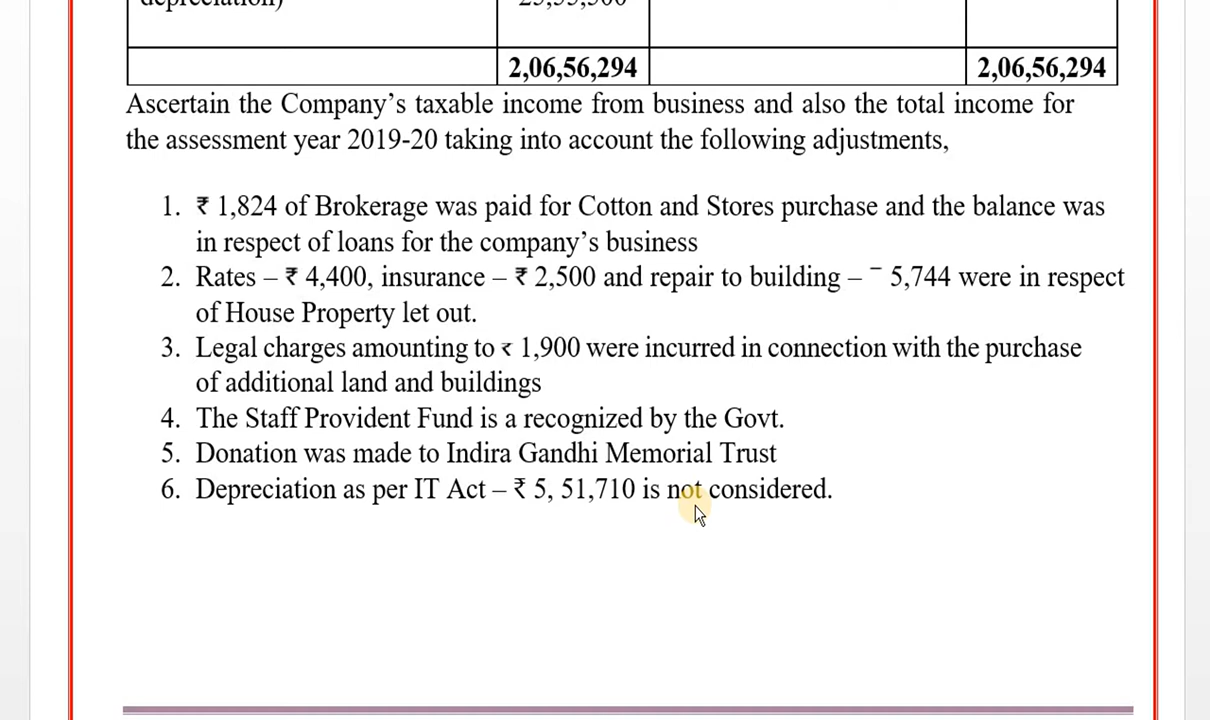 2,06,56,294 2,06,56,294
Ascertain the Company's taxable income from business and also the total income for
the assessment year 2019-20 taking into account the following adjustments,
1. ₹ 1,824 of Brokerage was paid for Cotton and Stores purchase and the balance was
in respect of loans for the company's business
2. Rates – ₹ 4,400, insurance – ₹ 2,500 and repair to building – ‾ 5,744 were in respect
of House Property let out.
3. Legal charges amounting to ₹ 1,900 were incurred in connection with the purchase
of additional land and buildings
4. The Staff Provident Fund is a recognized by the Govt.
5. Donation was made to Indira Gandhi Memorial Trust
6. Depreciation as per IT Act – ₹ 5, 51,710 is not considered.